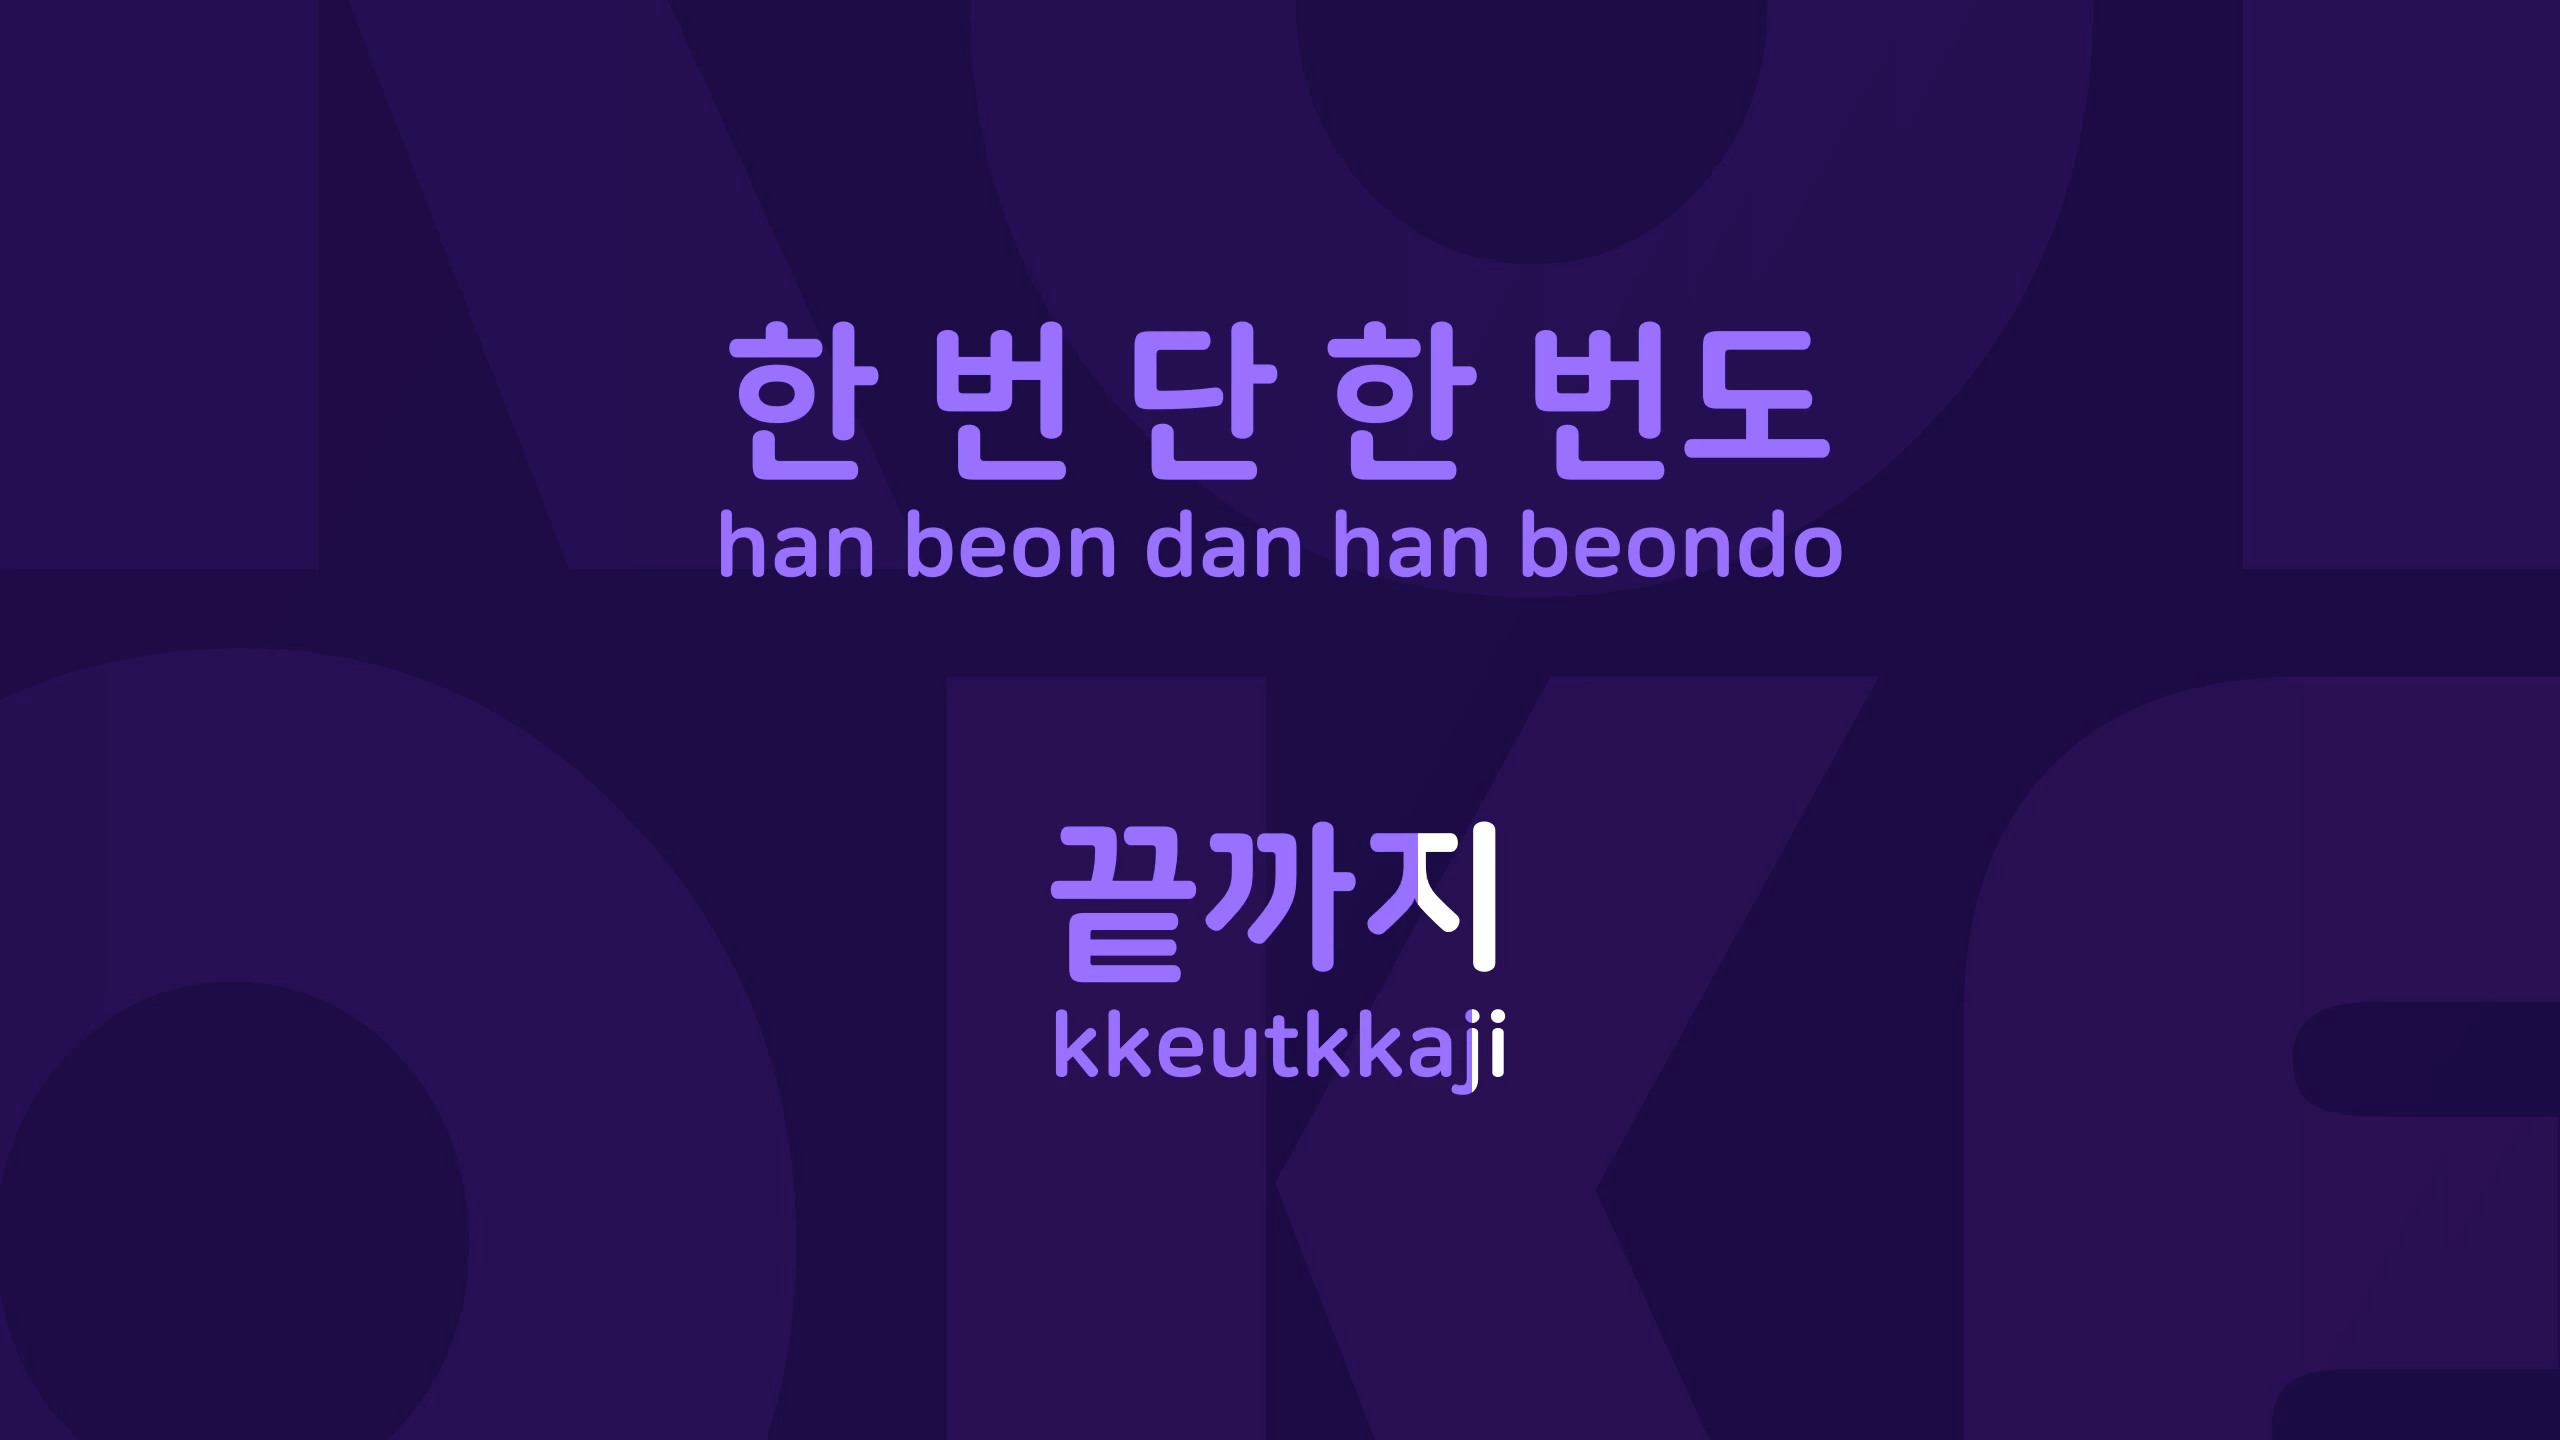 한 번 단 한 번도
han beon dan han beondo
끝까지
kkeutkkaji